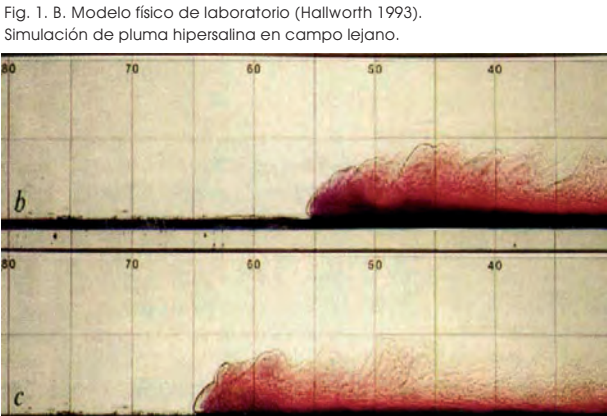 Fig. 1. B. Modelo físico de laboratorio (Hallworth 1993).
Simulación de pluma hipersalina en campo lejano.
80 70 60 50 40
b
80 70 60 540 40
c